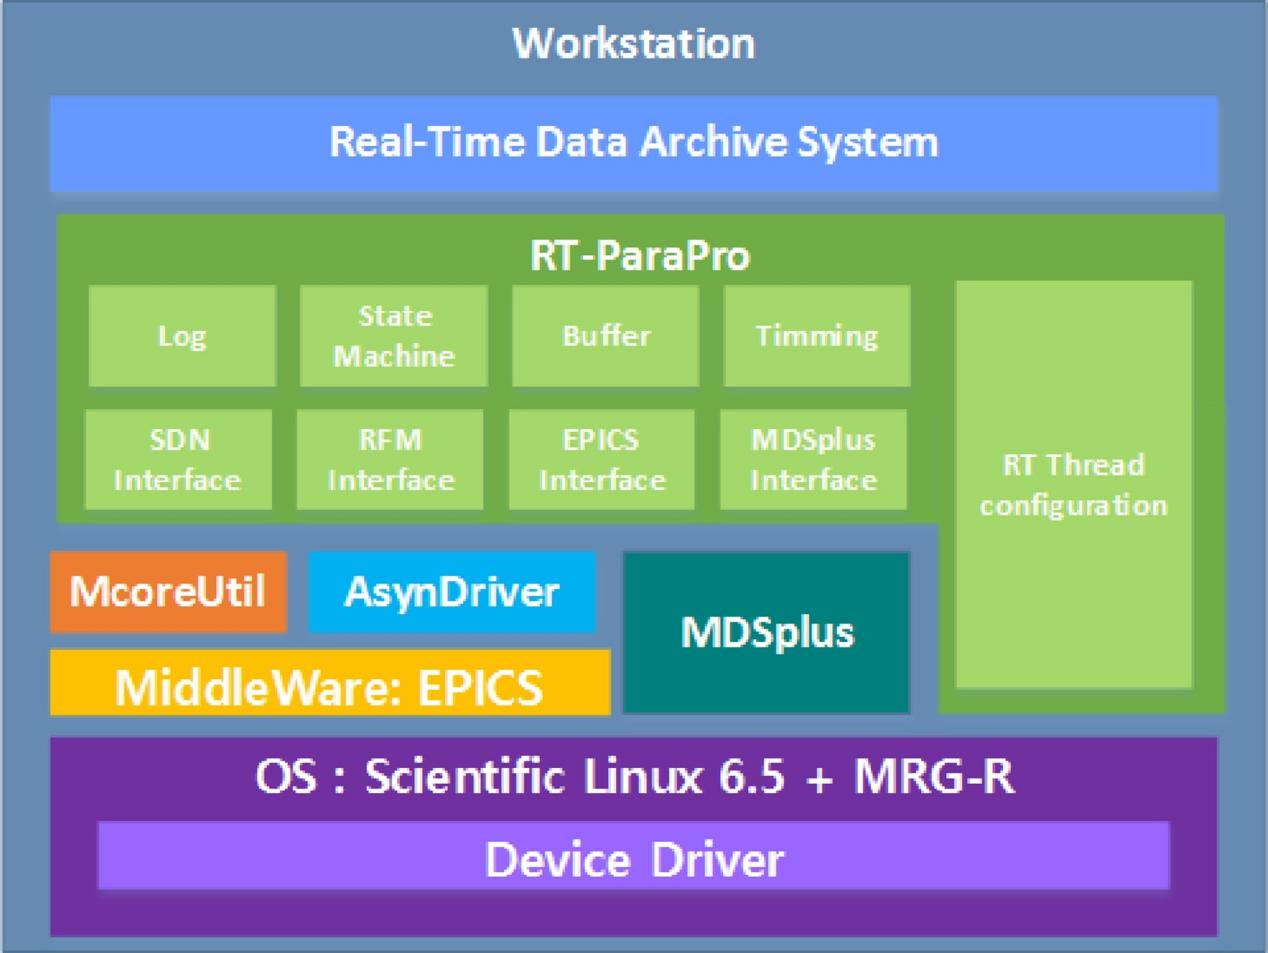 Workstation
Real-Time Data Archive System
RT-ParaPro
Log
State
Machine
Buffer
Timming
SDN
Interface
RFM
Interface
EPICS
Interface
MDSplus
Interface
RT Thread
configuration
McoreUtil
AsynDriver
MDSplus
MiddleWare: EPICS
OS : Scientific Linux 6.5 + MRG-R
Device Driver